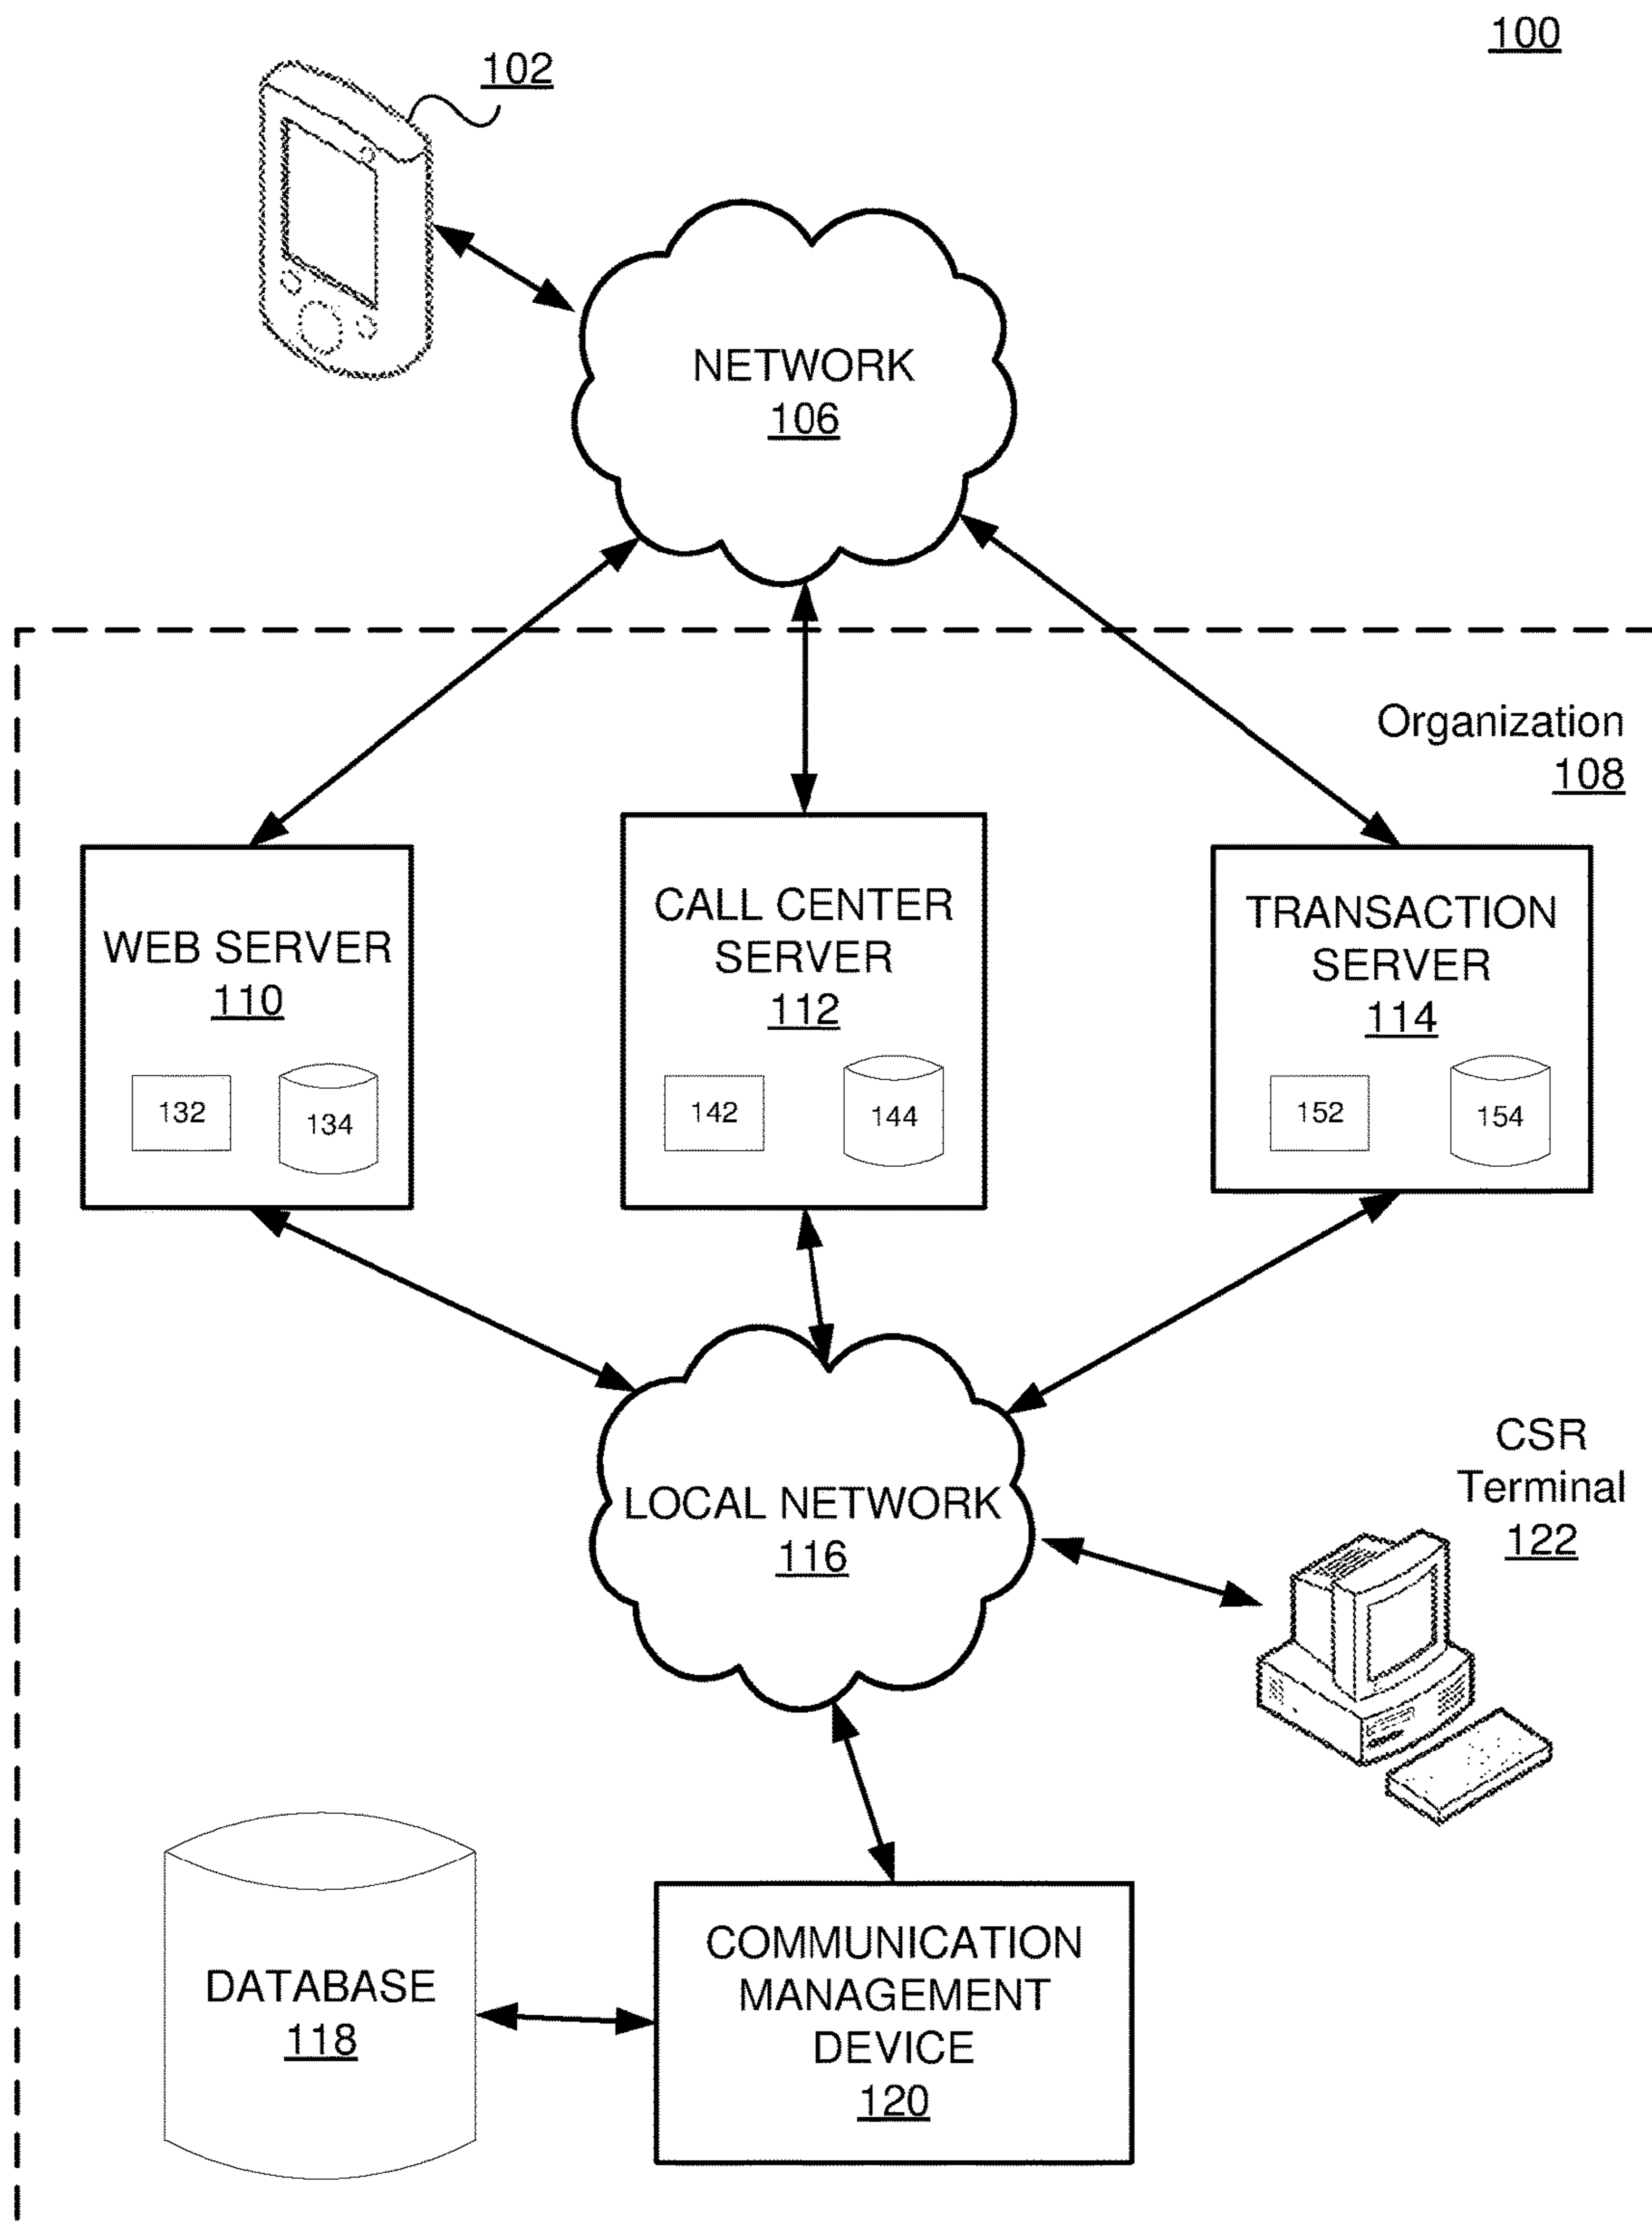 100
102
NETWORK
106
Organization
108
WEB SERVER
110
132
134
CALL CENTER
SERVER
112
142
144
TRANSACTION
SERVER
114
152
154
LOCAL NETWORK
116
CSR
Terminal
122
DATABASE
118
COMMUNICATION
MANAGEMENT
DEVICE
120